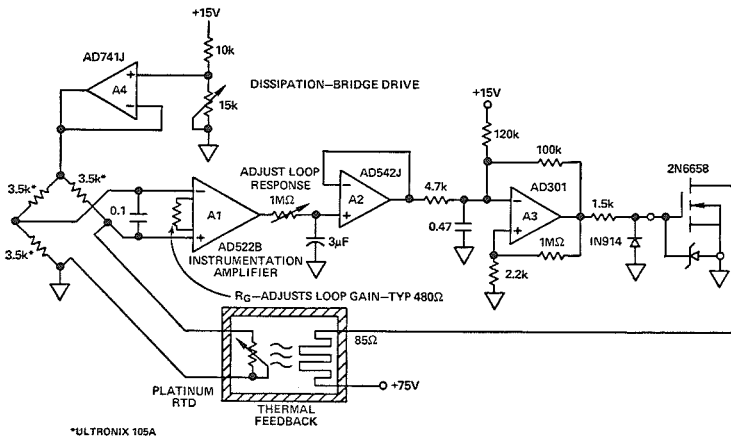 +15V
10k
AD741J
+
A4
−
15k
DISSIPATION–BRIDGE DRIVE
+15V
120k
100k
3.5k*
3.5k*
ADJUST LOOP
RESPONSE
1MΩ
−
AD542J
A2
+
4.7k
AD301
−
A3
+
2N6658
1.5k
0.1
−
A1
+
AD522B
INSTRUMENTATION
AMPLIFIER
3μF
0.47
1MΩ
2.2k
IN914
3.5k*
RG–ADJUSTS LOOP GAIN–TYP 480Ω
85Ω
+75V
PLATINUM
RTD
THERMAL
FEEDBACK
*ULTRONIX 105A